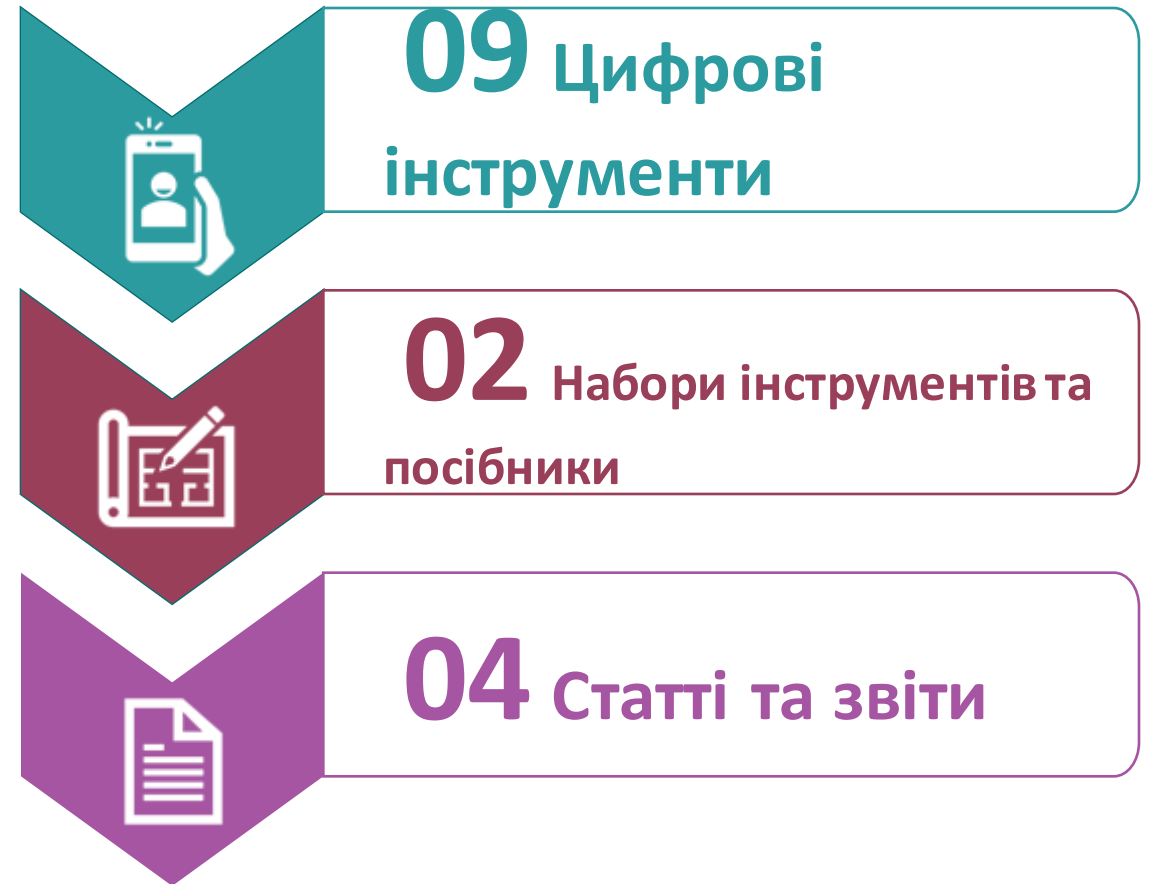 09 Цифрові
інструменти
02 Набори інструментів та
посібники
04 Статті та звіти